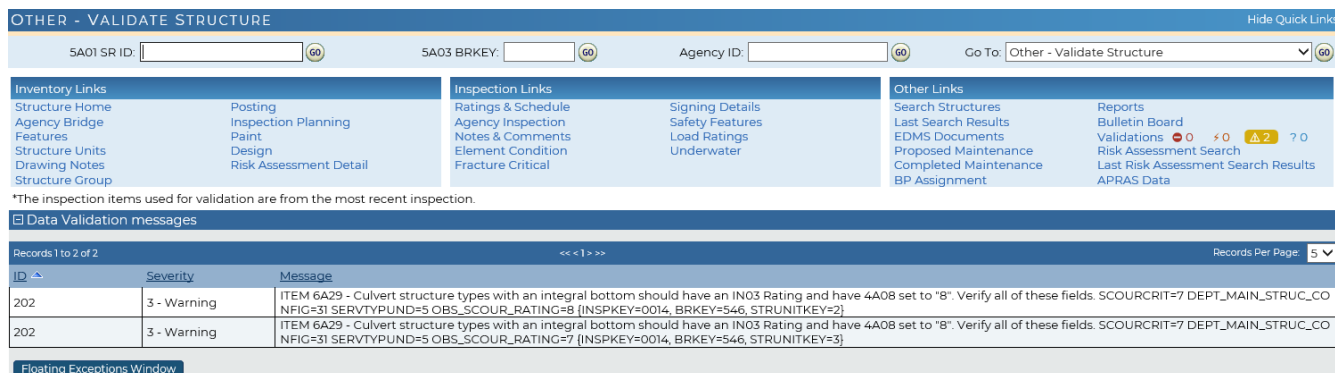 OTHER - VALIDATE STRUCTURE
Hide Quick Links
5A01 SR ID: GO 5A03 BRKEY: GO Agency ID: GO Go To: Other - Validate Structure GO
Inventory Links
Structure Home Posting
Agency Bridge Inspection Planning
Features Paint
Structure Units Design
Drawing Notes Risk Assessment Detail
Structure Group
Inspection Links
Ratings & Schedule Signing Details
Agency Inspection Safety Features
Notes & Comments Load Ratings
Element Condition Underwater
Fracture Critical
Other Links
Search Structures Reports
Last Search Results Bulletin Board
EDMS Documents Validations 0 0 2 ? 0
Proposed Maintenance Risk Assessment Search
Completed Maintenance Last Risk Assessment Search Results
BP Assignment APRAS Data
*The inspection items used for validation are from the most recent inspection.
Data Validation messages
Records 1 to 2 of 2 << < 1 > >> Records Per Page: 5
ID Severity Message
202 3 - Warning ITEM 6A29 - Culvert structure types with an integral bottom should have an IN03 Rating and have 4A08 set to "8". Verify all of these fields. SCOURCRIT=7 DEPT_MAIN_STRUC_CO
NFIG=31 SERVTYPUND=5 OBS_SCOUR_RATING=8 {INSPKEY=0014, BRKEY=546, STRUNITKEY=2}
202 3 - Warning ITEM 6A29 - Culvert structure types with an integral bottom should have an IN03 Rating and have 4A08 set to "8". Verify all of these fields. SCOURCRIT=7 DEPT_MAIN_STRUC_CO
NFIG=31 SERVTYPUND=5 OBS_SCOUR_RATING=7 {INSPKEY=0014, BRKEY=546, STRUNITKEY=3}
Floating Exceptions Window